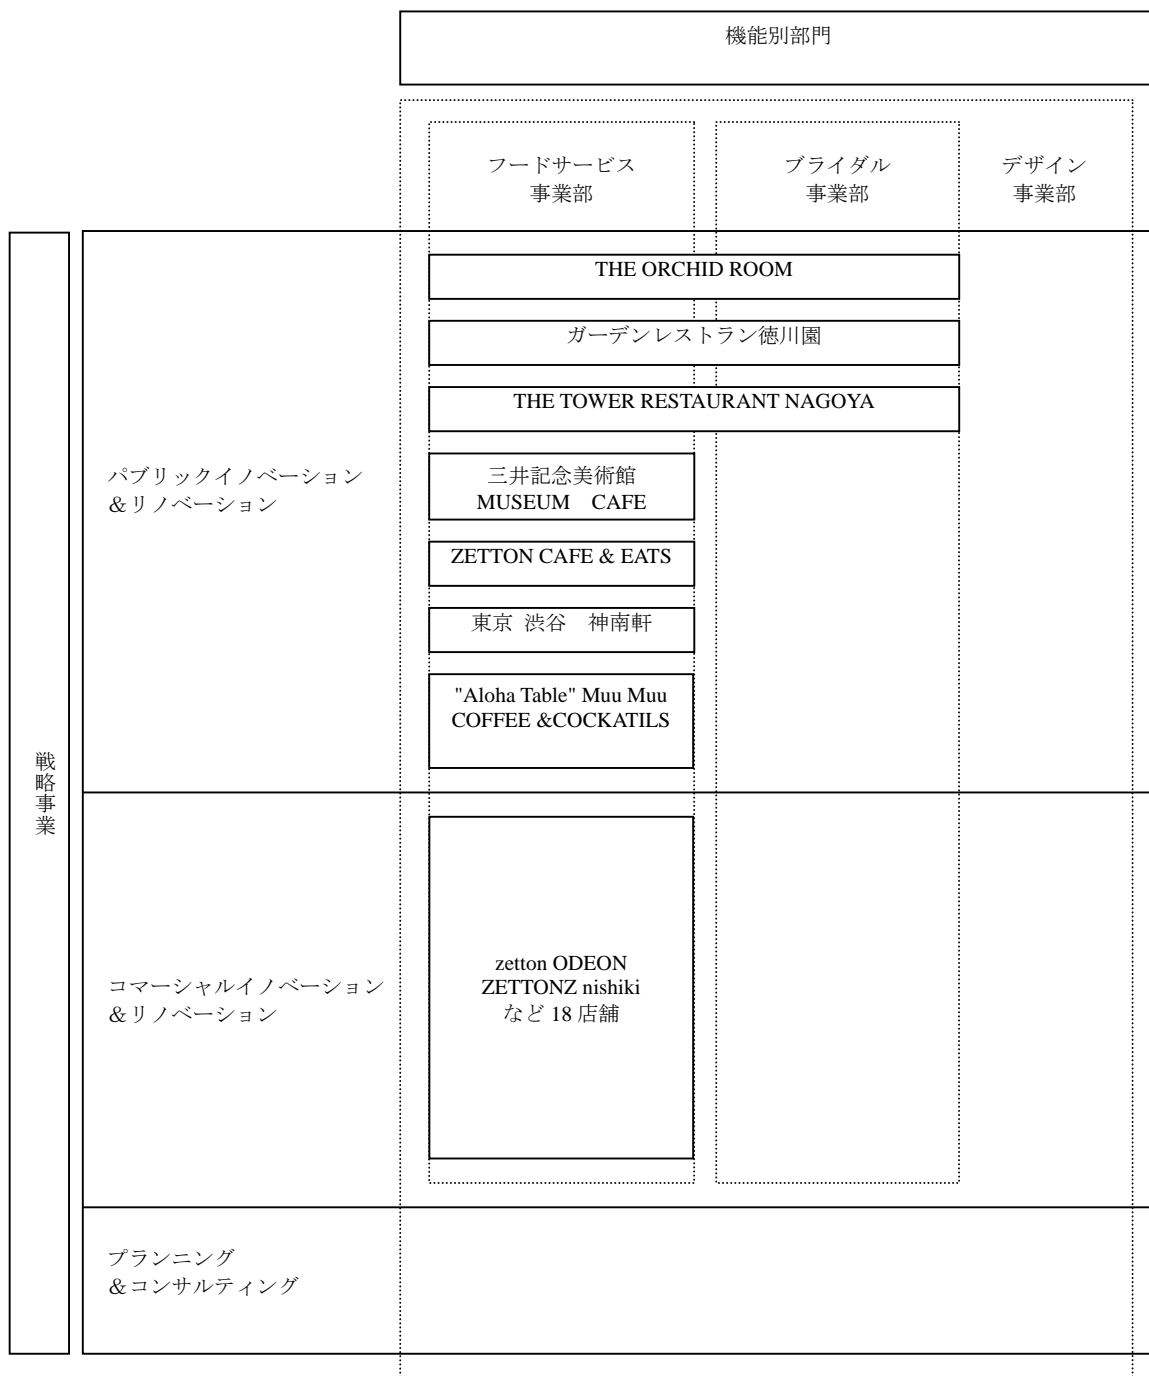 機能別部門
フードサービス
事業部
ブライダル
事業部
デザイン
事業部
戦略事業
パブリックイノベーション
＆リノベーション
THE ORCHID ROOM
ガーデンレストラン徳川園
THE TOWER RESTAURANT NAGOYA
三井記念美術館
MUSEUM　CAFE
ZETTON CAFE & EATS
東京 渋谷　神南軒
"Aloha Table" Muu Muu
COFFEE &COCKATILS
コマーシャルイノベーション
＆リノベーション
zetton ODEON
ZETTONZ nishiki
など 18 店舗
プランニング
＆コンサルティング